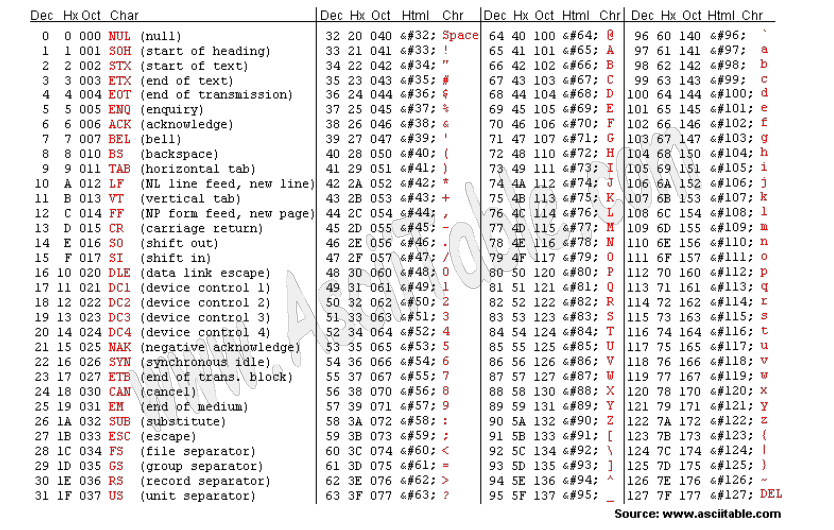 Dec Hx Oct Char Dec Hx Oct Html Chr Dec Hx Oct Html Chr Dec Hx Oct Html Chr
0 0 000 NUL (null) 32 20 040 &#32; Space 64 40 100 &#64; @ 96 60 140 &#96; `
1 1 001 SOH (start of heading) 33 21 041 &#33; ! 65 41 101 &#65; A 97 61 141 &#97; a
2 2 002 STX (start of text) 34 22 042 &#34; " 66 42 102 &#66; B 98 62 142 &#98; b
3 3 003 ETX (end of text) 35 23 043 &#35; # 67 43 103 &#67; C 99 63 143 &#99; c
4 4 004 EOT (end of transmission) 36 24 044 &#36; $ 68 44 104 &#68; D 100 64 144 &#100; d
5 5 005 ENQ (enquiry) 37 25 045 &#37; % 69 45 105 &#69; E 101 65 145 &#101; e
6 6 006 ACK (acknowledge) 38 26 046 &#38; & 70 46 106 &#70; F 102 66 146 &#102; f
7 7 007 BEL (bell) 39 27 047 &#39; ' 71 47 107 &#71; G 103 67 147 &#103; g
8 8 010 BS (backspace) 40 28 050 &#40; ( 72 48 110 &#72; H 104 68 150 &#104; h
9 9 011 TAB (horizontal tab) 41 29 051 &#41; ) 73 49 111 &#73; I 105 69 151 &#105; i
10 A 012 LF (NL line feed, new line) 42 2A 052 &#42; * 74 4A 112 &#74; J 106 6A 152 &#106; j
11 B 013 VT (vertical tab) 43 2B 053 &#43; + 75 4B 113 &#75; K 107 6B 153 &#107; k
12 C 014 FF (NP form feed, new page) 44 2C 054 &#44; , 76 4C 114 &#76; L 108 6C 154 &#108; l
13 D 015 CR (carriage return) 45 2D 055 &#45; - 77 4D 115 &#77; M 109 6D 155 &#109; m
14 E 016 SO (shift out) 46 2E 056 &#46; . 78 4E 116 &#78; N 110 6E 156 &#110; n
15 F 017 SI (shift in) 47 2F 057 &#47; / 79 4F 117 &#79; O 111 6F 157 &#111; o
16 10 020 DLE (data link escape) 48 30 060 &#48; 0 80 50 120 &#80; P 112 70 160 &#112; p
17 11 021 DC1 (device control 1) 49 31 061 &#49; 1 81 51 121 &#81; Q 113 71 161 &#113; q
18 12 022 DC2 (device control 2) 50 32 062 &#50; 2 82 52 122 &#82; R 114 72 162 &#114; r
19 13 023 DC3 (device control 3) 51 33 063 &#51; 3 83 53 123 &#83; S 115 73 163 &#115; s
20 14 024 DC4 (device control 4) 52 34 064 &#52; 4 84 54 124 &#84; T 116 74 164 &#116; t
21 15 025 NAK (negative acknowledge) 53 35 065 &#53; 5 85 55 125 &#85; U 117 75 165 &#117; u
22 16 026 SYN (synchronous idle) 54 36 066 &#54; 6 86 56 126 &#86; V 118 76 166 &#118; v
23 17 027 ETB (end of trans. block) 55 37 067 &#55; 7 87 57 127 &#87; W 119 77 167 &#119; w
24 18 030 CAN (cancel) 56 38 070 &#56; 8 88 58 130 &#88; X 120 78 170 &#120; x
25 19 031 EM (end of medium) 57 39 071 &#57; 9 89 59 131 &#89; Y 121 79 171 &#121; y
26 1A 032 SUB (substitute) 58 3A 072 &#58; : 90 5A 132 &#90; Z 122 7A 172 &#122; z
27 1B 033 ESC (escape) 59 3B 073 &#59; ; 91 5B 133 &#91; [ 123 7B 173 &#123; {
28 1C 034 FS (file separator) 60 3C 074 &#60; < 92 5C 134 &#92; \ 124 7C 174 &#124; |
29 1D 035 GS (group separator) 61 3D 075 &#61; = 93 5D 135 &#93; ] 125 7D 175 &#125; }
30 1E 036 RS (record separator) 62 3E 076 &#62; > 94 5E 136 &#94; ^ 126 7E 176 &#126; ~
31 1F 037 US (unit separator) 63 3F 077 &#63; ? 95 5F 137 &#95; _ 127 7F 177 &#127; DEL
www.AsciiTable.com
Source: www.asciitable.com